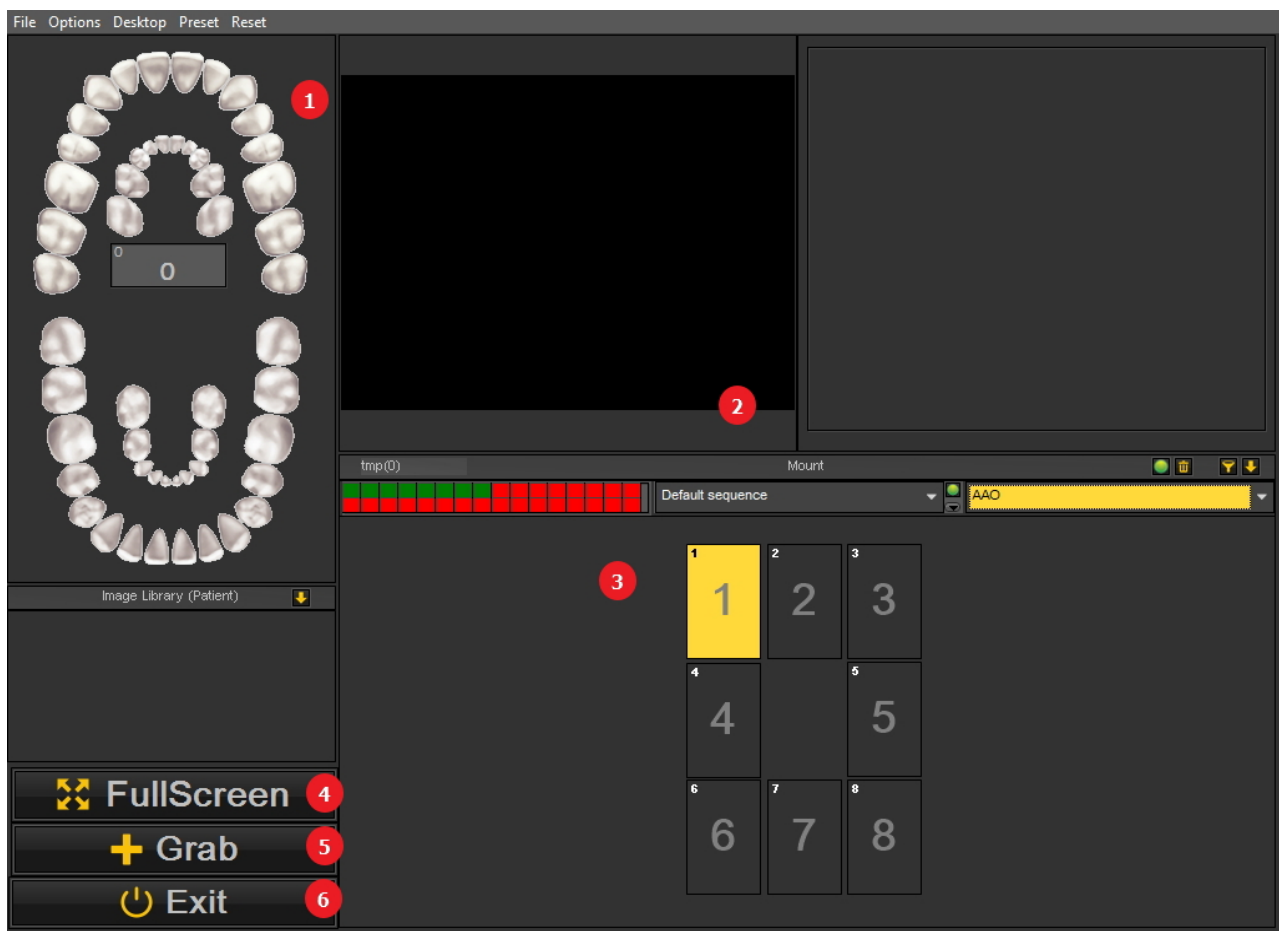 File Options Desktop Preset Reset
1
0
0
2
tmp(0) Mount
Default sequence AAO
3
1 2 3
1 2 3
4 5
4 5
6 7 8
6 7 8
Image Library (Patient)
FullScreen 4
Grab 5
Exit 6